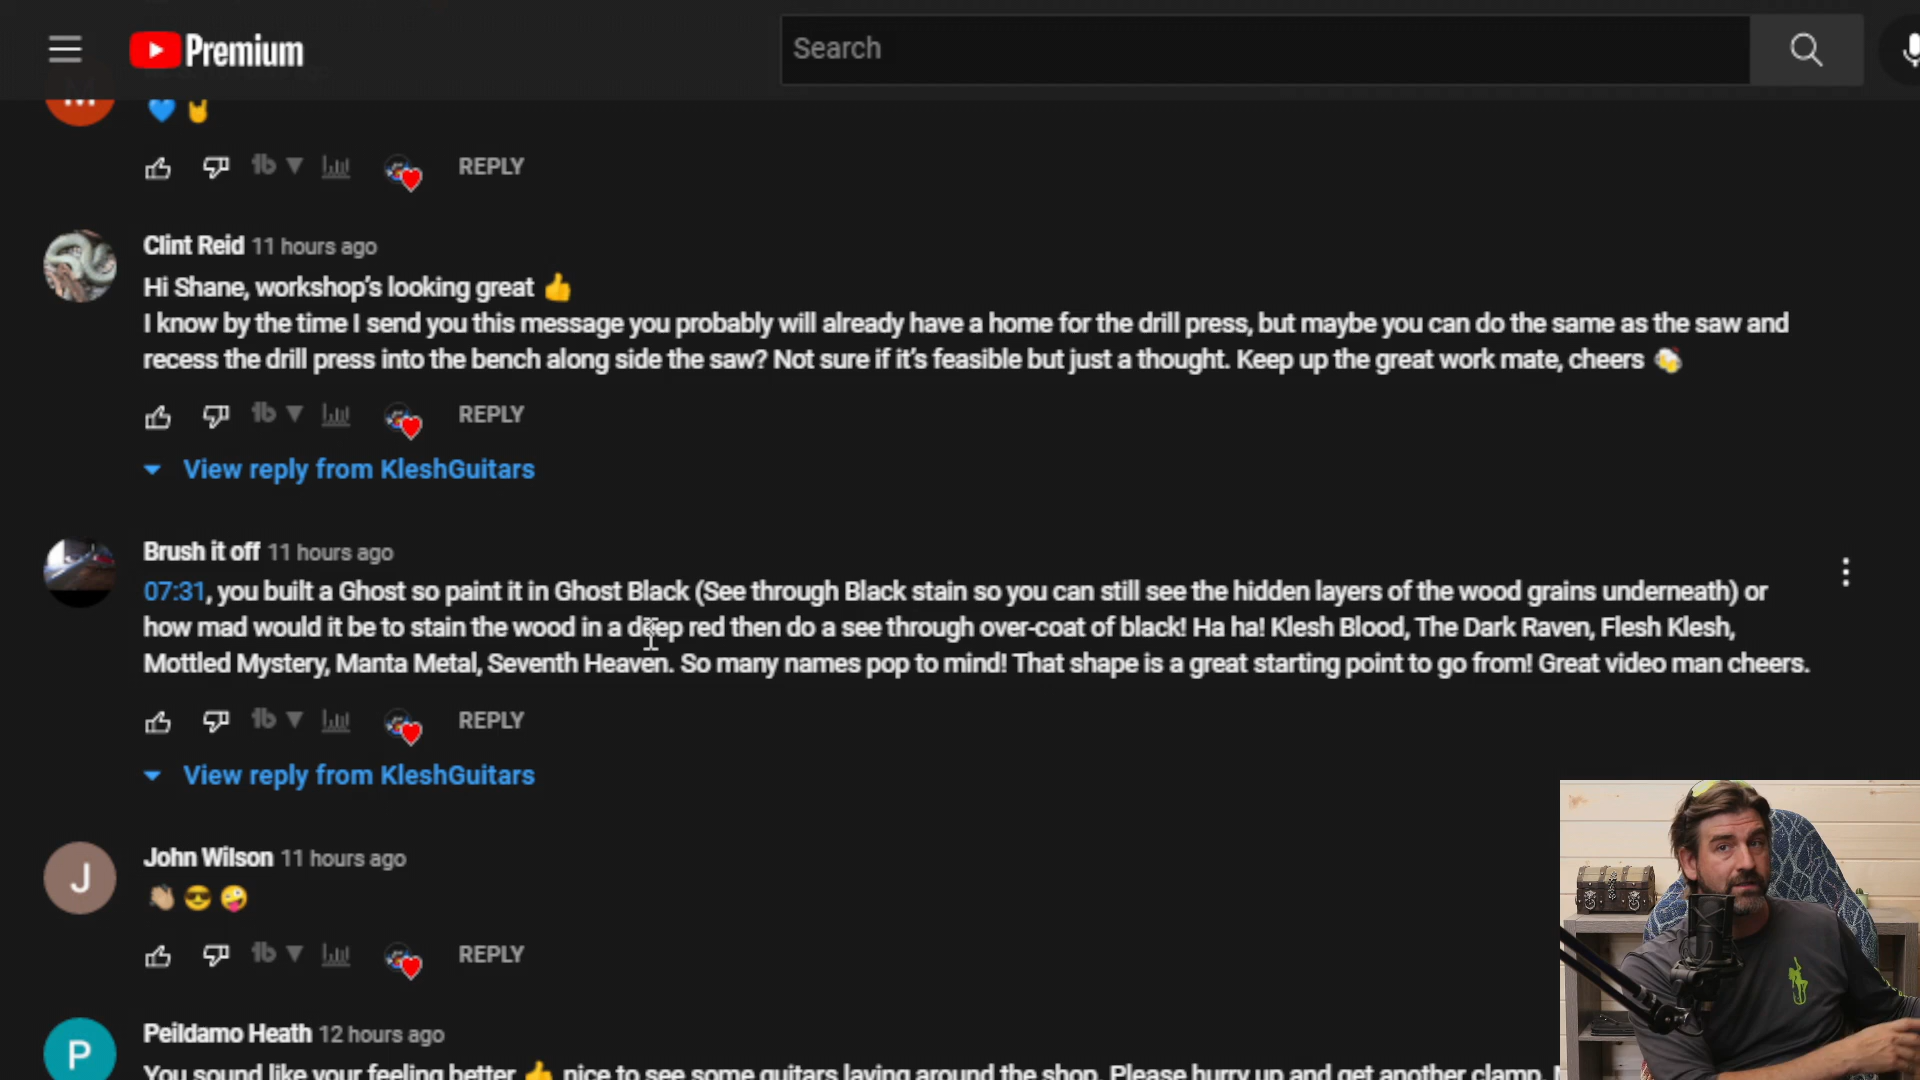 Premium
Search
M
REPLY
Clint Reid 11 hours ago
Hi Shane, workshop's looking great 👍
I know by the time I send you this message you probably will already have a home for the drill press, but maybe you can do the same as the saw and
recess the drill press into the bench along side the saw? Not sure if it's feasible but just a thought. Keep up the great work mate, cheers 🍻
REPLY
View reply from KleshGuitars
Brush it off 11 hours ago
07:31, you built a Ghost so paint it in Ghost Black (See through Black stain so you can still see the hidden layers of the wood grains underneath) or
how mad would it be to stain the wood in a deep red then do a see through over-coat of black! Ha ha! Klesh Blood, The Dark Raven, Flesh Klesh,
Mottled Mystery, Manta Metal, Seventh Heaven. So many names pop to mind! That shape is a great starting point to go from! Great video man cheers.
REPLY
View reply from KleshGuitars
J
John Wilson 11 hours ago
👏🏼 😎 🤪
REPLY
P
Peildamo Heath 12 hours ago
You sound like your feeling better 👍 nice to see some guitars laying around the shop. Please hurry up and get another clamp.